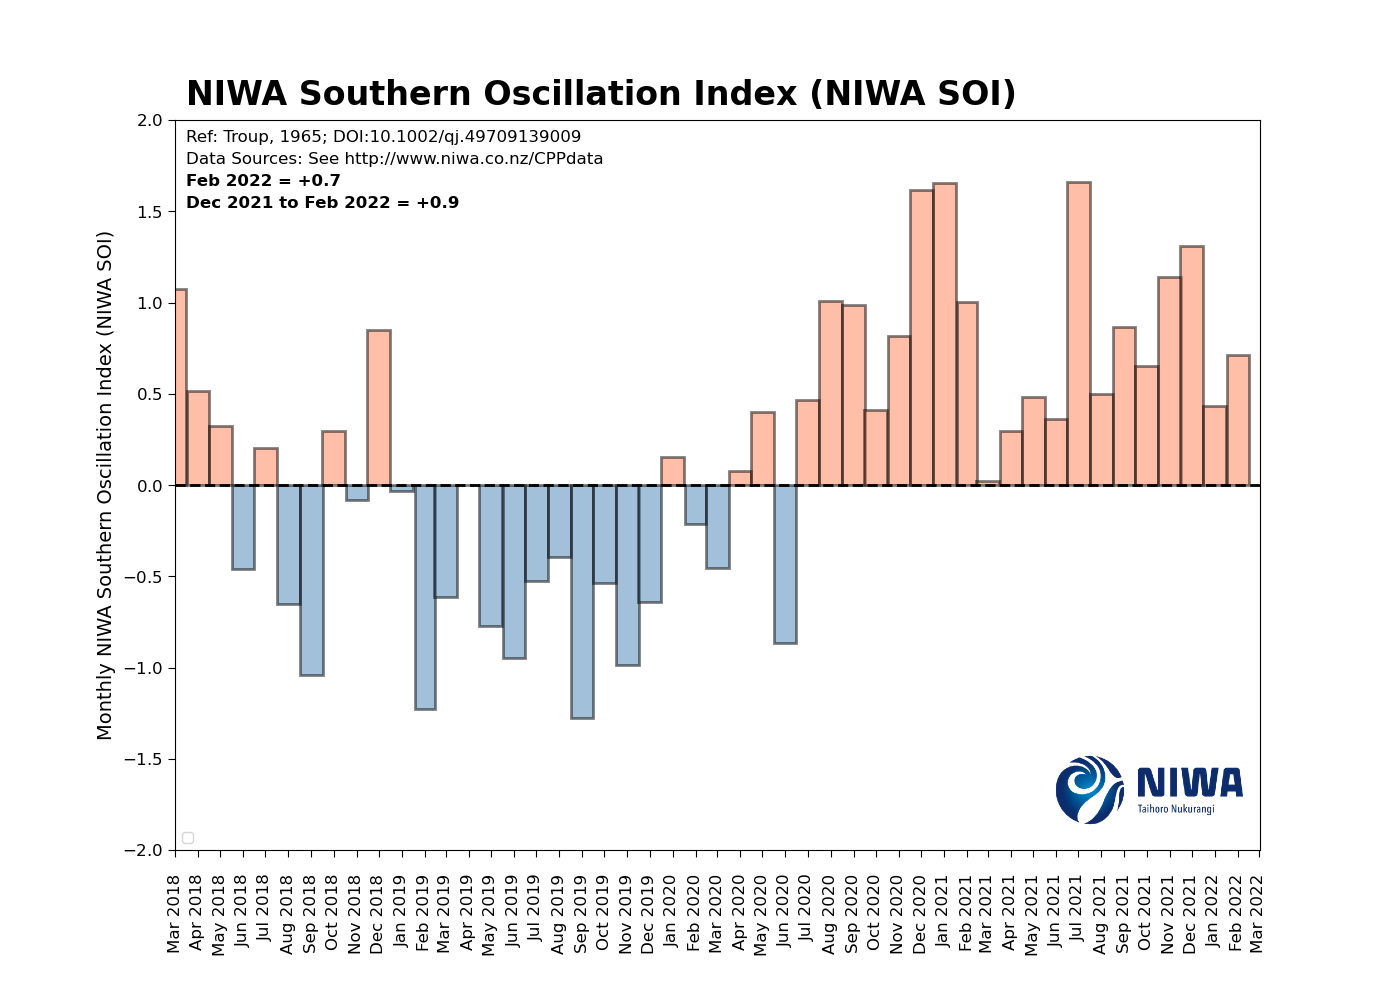 NIWA Southern Oscillation Index (NIWA SOI)
Ref: Troup, 1965; DOI:10.1002/qj.49709139009
Data Sources: See http://www.niwa.co.nz/CPPdata
Feb 2022 = +0.7
Dec 2021 to Feb 2022 = +0.9
Monthly NIWA Southern Oscillation Index (NIWA SOI)
2.0
1.5
1.0
0.5
0.0
−0.5
−1.0
−1.5
−2.0
NIWA
Taihoro Nukurangi
Mar 2018
Apr 2018
May 2018
Jun 2018
Jul 2018
Aug 2018
Sep 2018
Oct 2018
Nov 2018
Dec 2018
Jan 2019
Feb 2019
Mar 2019
Apr 2019
May 2019
Jun 2019
Jul 2019
Aug 2019
Sep 2019
Oct 2019
Nov 2019
Dec 2019
Jan 2020
Feb 2020
Mar 2020
Apr 2020
May 2020
Jun 2020
Jul 2020
Aug 2020
Sep 2020
Oct 2020
Nov 2020
Dec 2020
Jan 2021
Feb 2021
Mar 2021
Apr 2021
May 2021
Jun 2021
Jul 2021
Aug 2021
Sep 2021
Oct 2021
Nov 2021
Dec 2021
Jan 2022
Feb 2022
Mar 2022